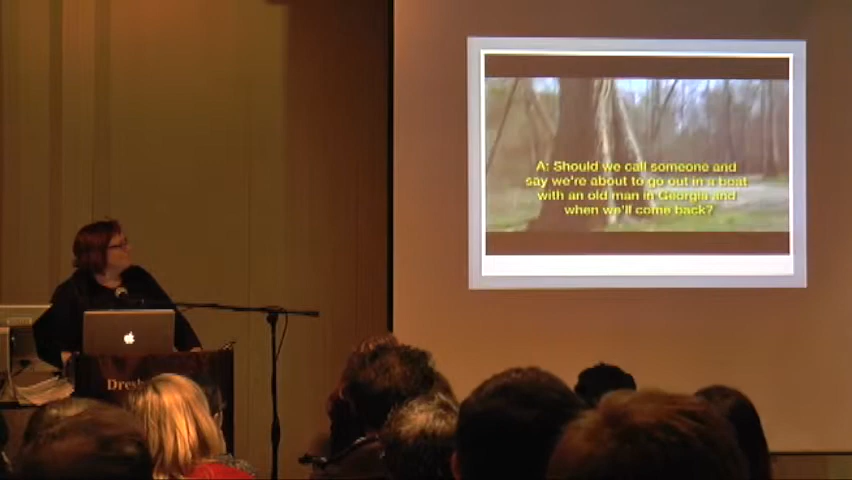 A: Should we call someone and
say we're about to go out in a boat
with an old man in Georgia and
when we'll come back?